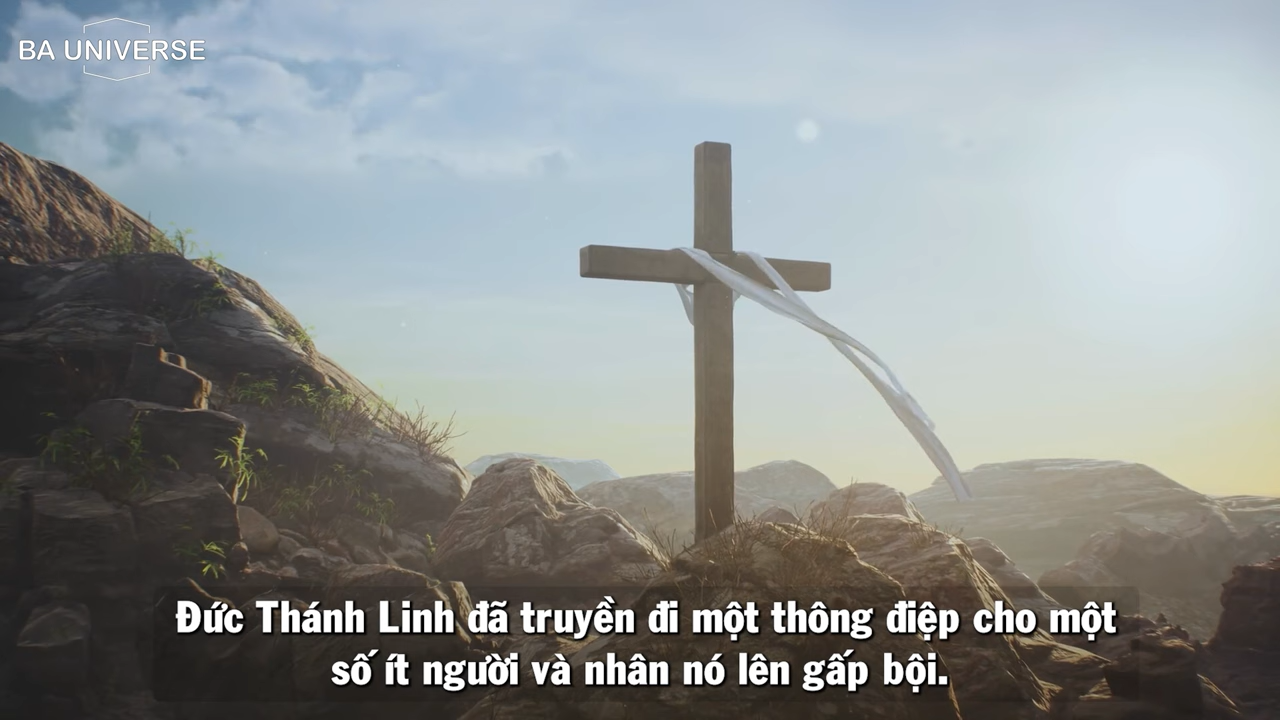 BA UNIVERSE
Đức Thánh Linh đã truyền đi một thông điệp cho một
số ít người và nhân nó lên gấp bội.